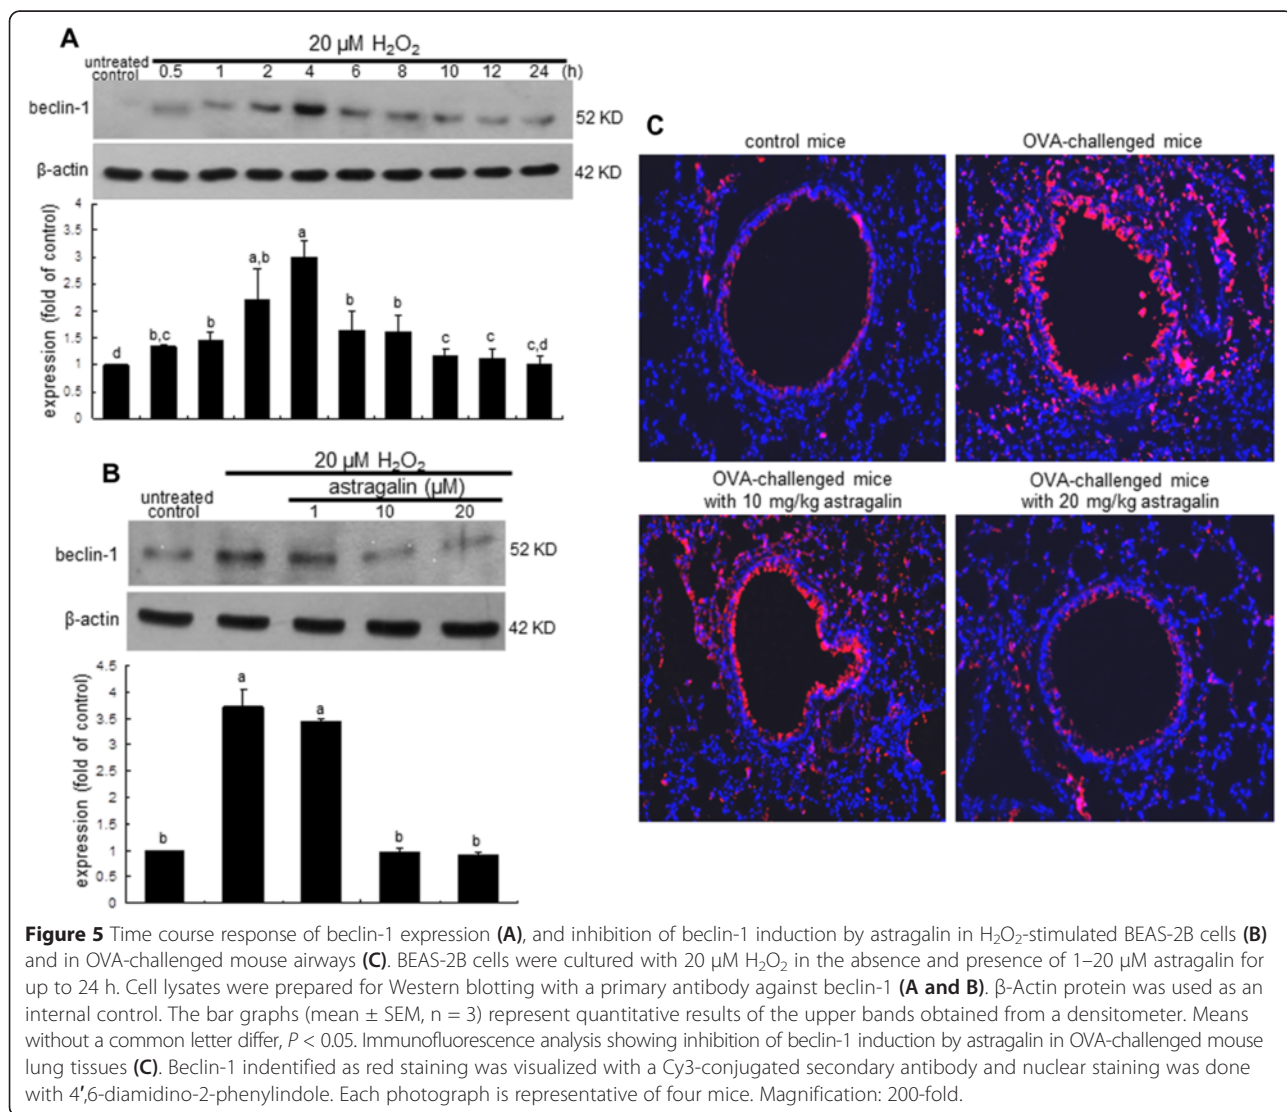 A
20 µM H₂O₂
untreated
control 0.5 1 2 4 6 8 10 12 24 (h)
beclin-1
52 KD
β-actin
42 KD
expression (fold of control)
4
3.5
3
2.5
2
1.5
1
0.5
0
d b,c b a,b a b b c c c,d
B
20 µM H₂O₂
astragalin (µM)
untreated
control 1 10 20
beclin-1
52 KD
β-actin
42 KD
expression (fold of control)
4.5
4
3.5
3
2.5
2
1.5
1
0.5
0
b a a b b
C
control mice
OVA-challenged mice
OVA-challenged mice
with 10 mg/kg astragalin
OVA-challenged mice
with 20 mg/kg astragalin
Figure 5 Time course response of beclin-1 expression (A), and inhibition of beclin-1 induction by astragalin in H₂O₂-stimulated BEAS-2B cells (B)
and in OVA-challenged mouse airways (C). BEAS-2B cells were cultured with 20 μM H₂O₂ in the absence and presence of 1–20 μM astragalin for
up to 24 h. Cell lysates were prepared for Western blotting with a primary antibody against beclin-1 (A and B). β-Actin protein was used as an
internal control. The bar graphs (mean ± SEM, n = 3) represent quantitative results of the upper bands obtained from a densitometer. Means
without a common letter differ, P < 0.05. Immunofluorescence analysis showing inhibition of beclin-1 induction by astragalin in OVA-challenged mouse
lung tissues (C). Beclin-1 indentified as red staining was visualized with a Cy3-conjugated secondary antibody and nuclear staining was done
with 4′,6-diamidino-2-phenylindole. Each photograph is representative of four mice. Magnification: 200-fold.